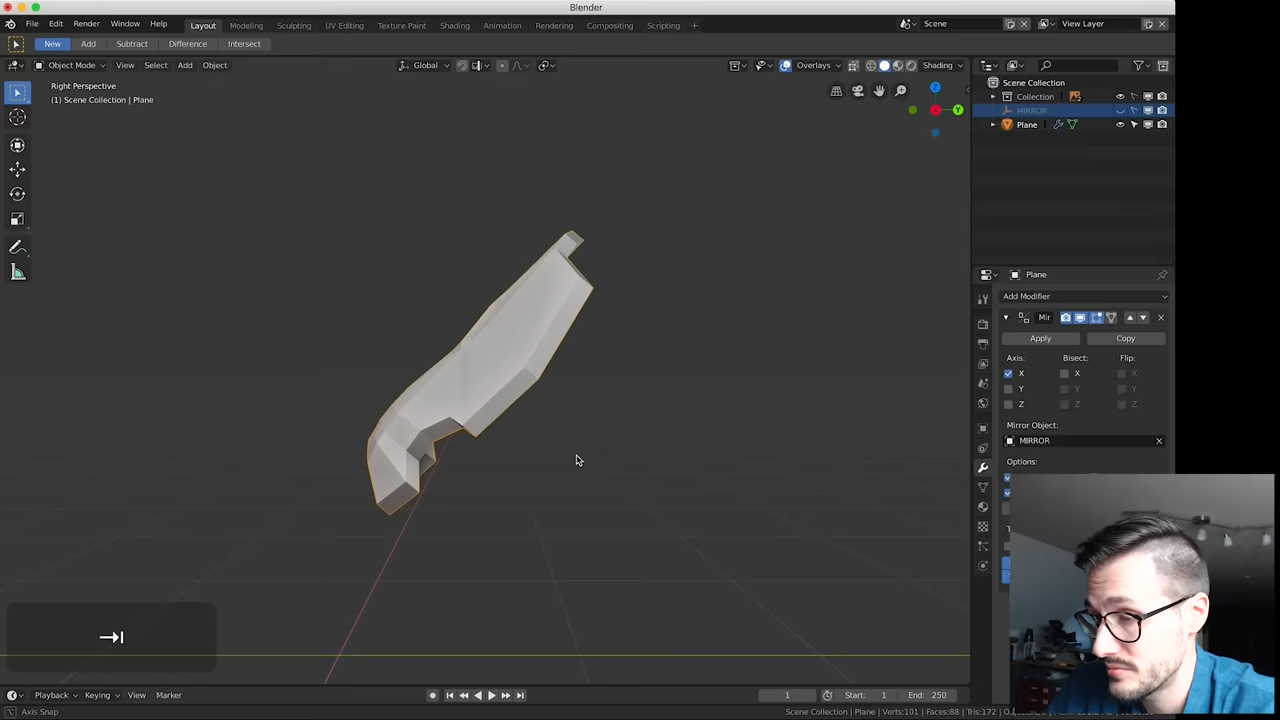 Blender
File Edit Render Window Help
Layout Modeling Sculpting UV Editing Texture Paint Shading Animation Rendering Compositing Scripting +
Scene
View Layer
New Add Subtract Difference Intersect
Object Mode View Select Add Object
Global
Overlays
Shading
Right Perspective
(1) Scene Collection | Plane
Z
X
Y
Scene Collection
Collection
MIRROR
Plane
Plane
Add Modifier
Mir
Apply
Copy
Axis:
Bisect:
Flip:
X
X
X
Y
Y
Y
Z
Z
Z
Mirror Object:
MIRROR
Options:
Playback Keying View Marker
1
Start: 1
End: 250
Axis Snap
Scene Collection | Plane | Verts:101 | Faces:88 | Tris:172